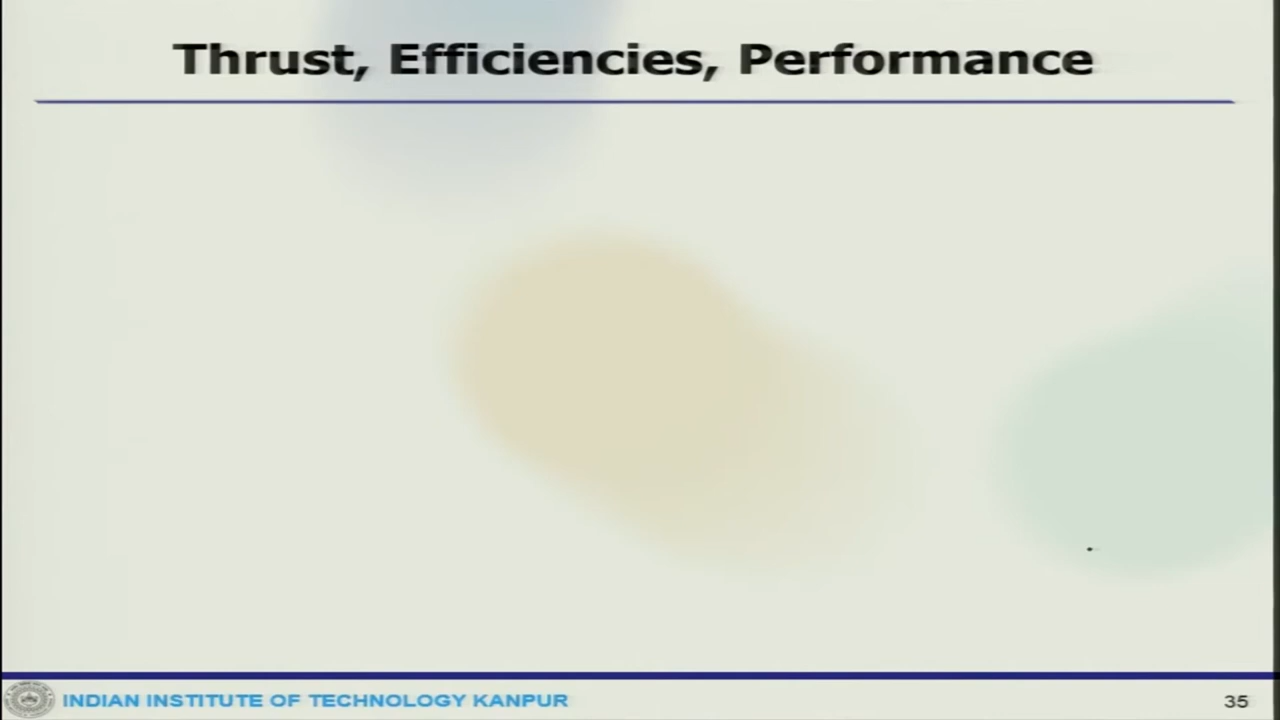 Thrust, Efficiencies, Performance
INDIAN INSTITUTE OF TECHNOLOGY KANPUR
35